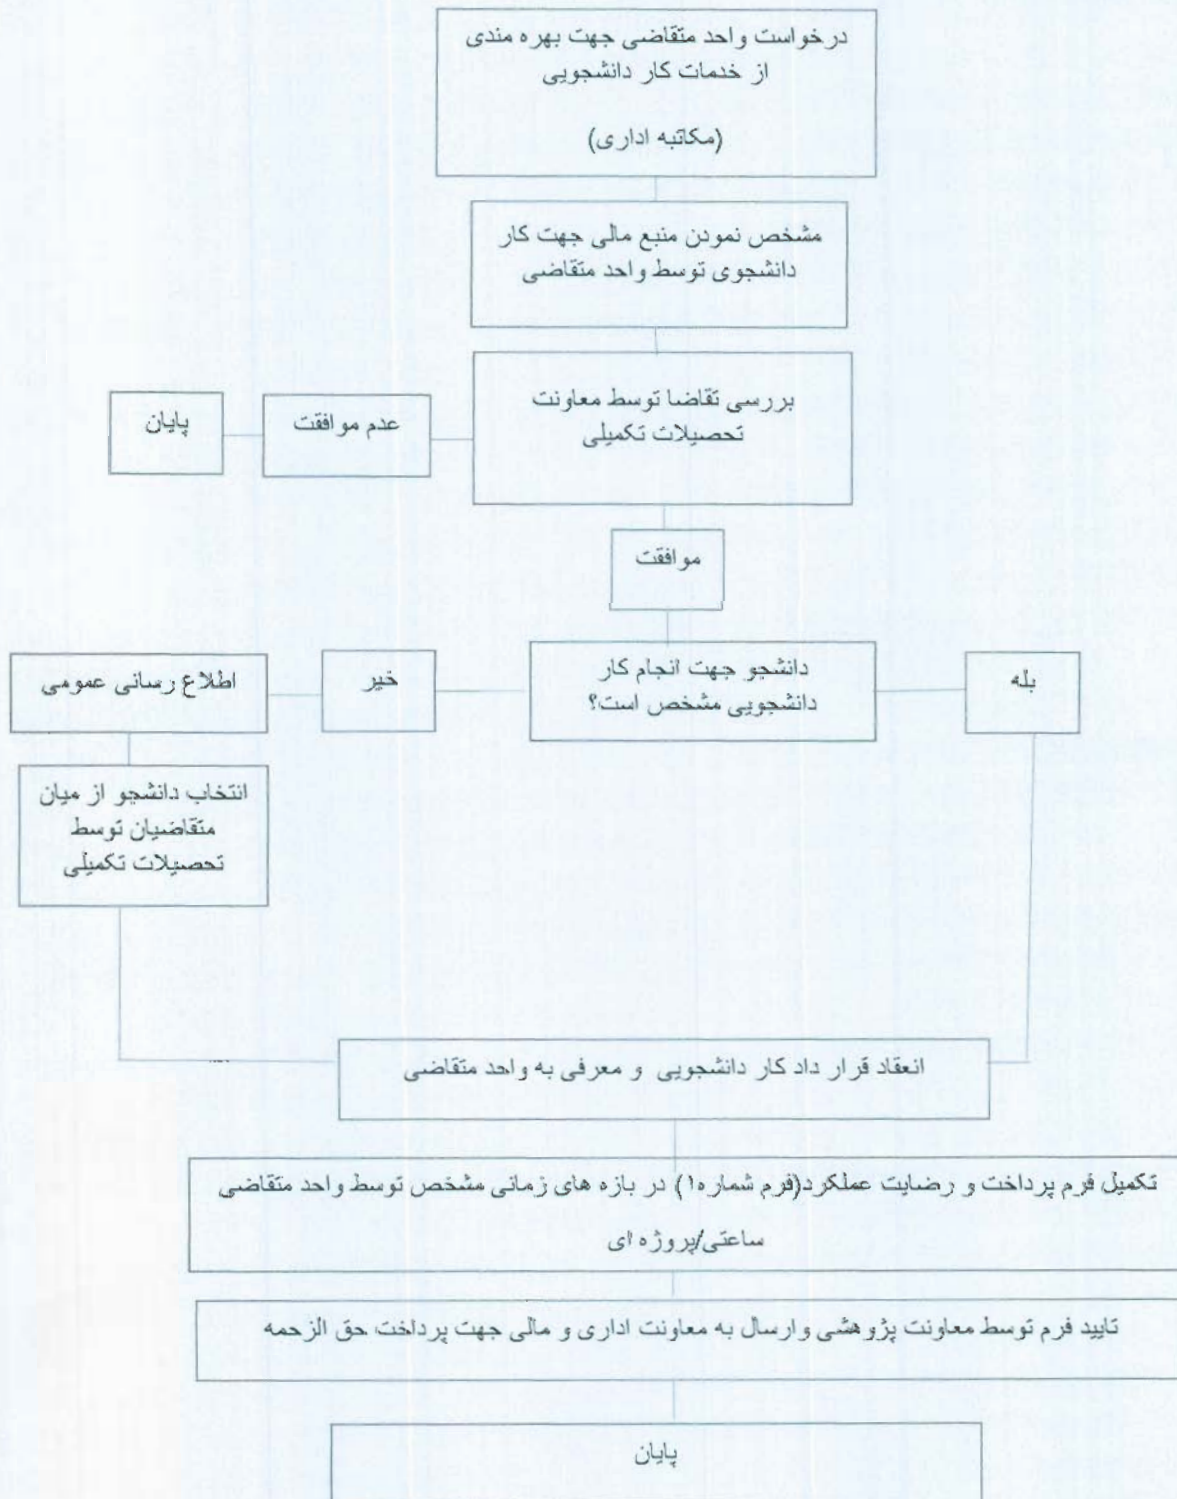 درخواست واحد متقاضی جهت بهره مندی
از خدمات کار دانشجویی
(مکاتبه اداری)
مشخص نمودن منبع مالی جهت کار
دانشجوی توسط واحد متقاضی
بررسی تقاضا توسط معاونت
تحصیلات تکمیلی
عدم موافقت
پایان
موافقت
دانشجو جهت انجام کار
دانشجویی مشخص است؟
بله
خیر
اطلاع رسانی عمومی
انتخاب دانشجو از میان
متقاضیان توسط
تحصیلات تکمیلی
انعقاد قرار داد کار دانشجویی و معرفی به واحد متقاضی
تکمیل فرم پرداخت و رضایت عملکرد(فرم شماره۱) در بازه های زمانی مشخص توسط واحد متقاضی
ساعتی/پروژه ای
تایید فرم توسط معاونت پژوهشی وارسال به معاونت اداری و مالی جهت پرداخت حق الزحمه
پایان